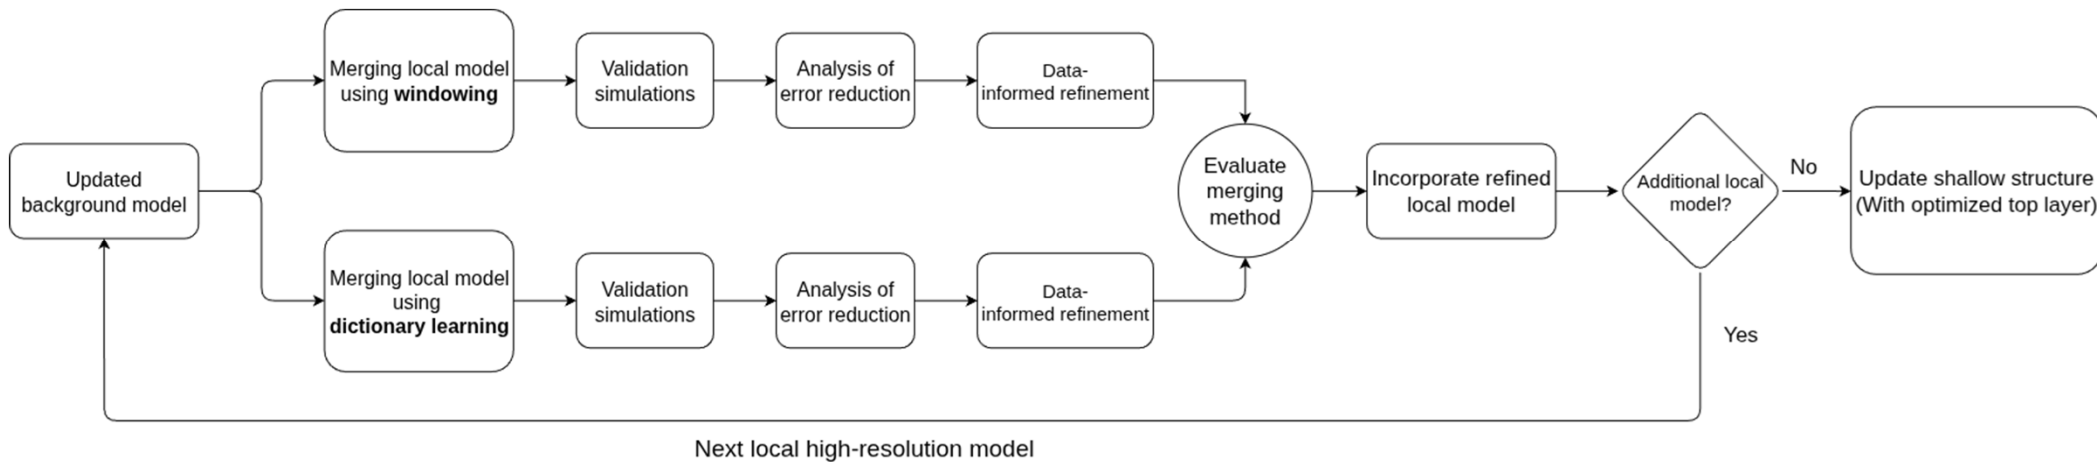 Updated
background model
Merging local model
using windowing
Validation
simulations
Analysis of
error reduction
Data-
informed refinement
Merging local model
using
dictionary learning
Validation
simulations
Analysis of
error reduction
Data-
informed refinement
Evaluate
merging
method
Incorporate refined
local model
Additional local
model?
No
Update shallow structure
(With optimized top layer)
Yes
Next local high-resolution model